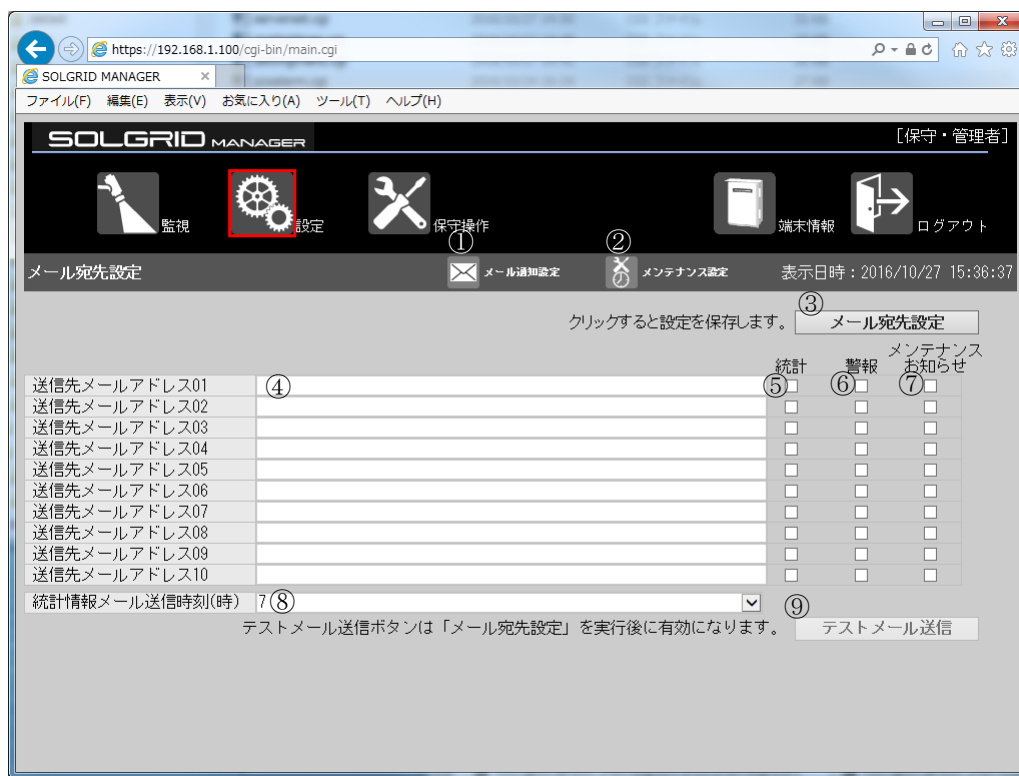 https://192.168.1.100/cgi-bin/main.cgi
SOLGRID MANAGER
ファイル(F) 編集(E) 表示(V) お気に入り(A) ツール(T) ヘルプ(H)
SOLGRID MANAGER [保守・管理者]
監視 設定 保守操作 端末情報 ログアウト
① ②
メール宛先設定 メール通知設定 メンテナンス設定 表示日時：2016/10/27 15:36:37
クリックすると設定を保存します。 ③ メール宛先設定
統計 警報 メンテナンスお知らせ
送信先メールアドレス01 ④ ⑤ ⑥ ⑦
送信先メールアドレス02
送信先メールアドレス03
送信先メールアドレス04
送信先メールアドレス05
送信先メールアドレス06
送信先メールアドレス07
送信先メールアドレス08
送信先メールアドレス09
送信先メールアドレス10
統計情報メール送信時刻(時) 7 ⑧ ⑨
テストメール送信ボタンは「メール宛先設定」を実行後に有効になります。 テストメール送信